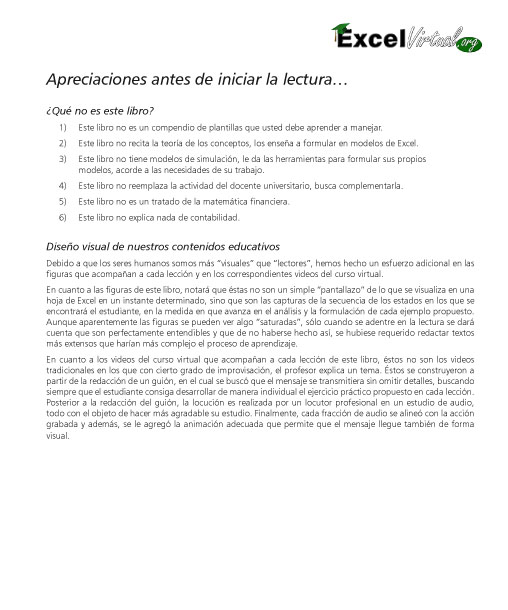 ExcelVirtual.org
Apreciaciones antes de iniciar la lectura…
¿Qué no es este libro?
1) Este libro no es un compendio de plantillas que usted debe aprender a manejar.
2) Este libro no recita la teoría de los conceptos, los enseña a formular en modelos de Excel.
3) Este libro no tiene modelos de simulación, le da las herramientas para formular sus propios
modelos, acorde a las necesidades de su trabajo.
4) Este libro no reemplaza la actividad del docente universitario, busca complementarla.
5) Este libro no es un tratado de la matemática financiera.
6) Este libro no explica nada de contabilidad.
Diseño visual de nuestros contenidos educativos
Debido a que los seres humanos somos más “visuales” que “lectores”, hemos hecho un esfuerzo adicional en las
figuras que acompañan a cada lección y en los correspondientes videos del curso virtual.
En cuanto a las figuras de este libro, notará que éstas no son un simple “pantallazo” de lo que se visualiza en una
hoja de Excel en un instante determinado, sino que son las capturas de la secuencia de los estados en los que se
encontrará el estudiante, en la medida en que avanza en el análisis y la formulación de cada ejemplo propuesto.
Aunque aparentemente las figuras se pueden ver algo “saturadas”, sólo cuando se adentre en la lectura se dará
cuenta que son perfectamente entendibles y que de no haberse hecho así, se hubiese requerido redactar textos
más extensos que harían más complejo el proceso de aprendizaje.
En cuanto a los videos del curso virtual que acompañan a cada lección de este libro, éstos no son los videos
tradicionales en los que con cierto grado de improvisación, el profesor explica un tema. Éstos se construyeron a
partir de la redacción de un guión, en el cual se buscó que el mensaje se transmitiera sin omitir detalles, buscando
siempre que el estudiante consiga desarrollar de manera individual el ejercicio práctico propuesto en cada lección.
Posterior a la redacción del guión, la locución es realizada por un locutor profesional en un estudio de audio,
todo con el objeto de hacer más agradable su estudio. Finalmente, cada fracción de audio se alineó con la acción
grabada y además, se le agregó la animación adecuada que permite que el mensaje llegue también de forma
visual.